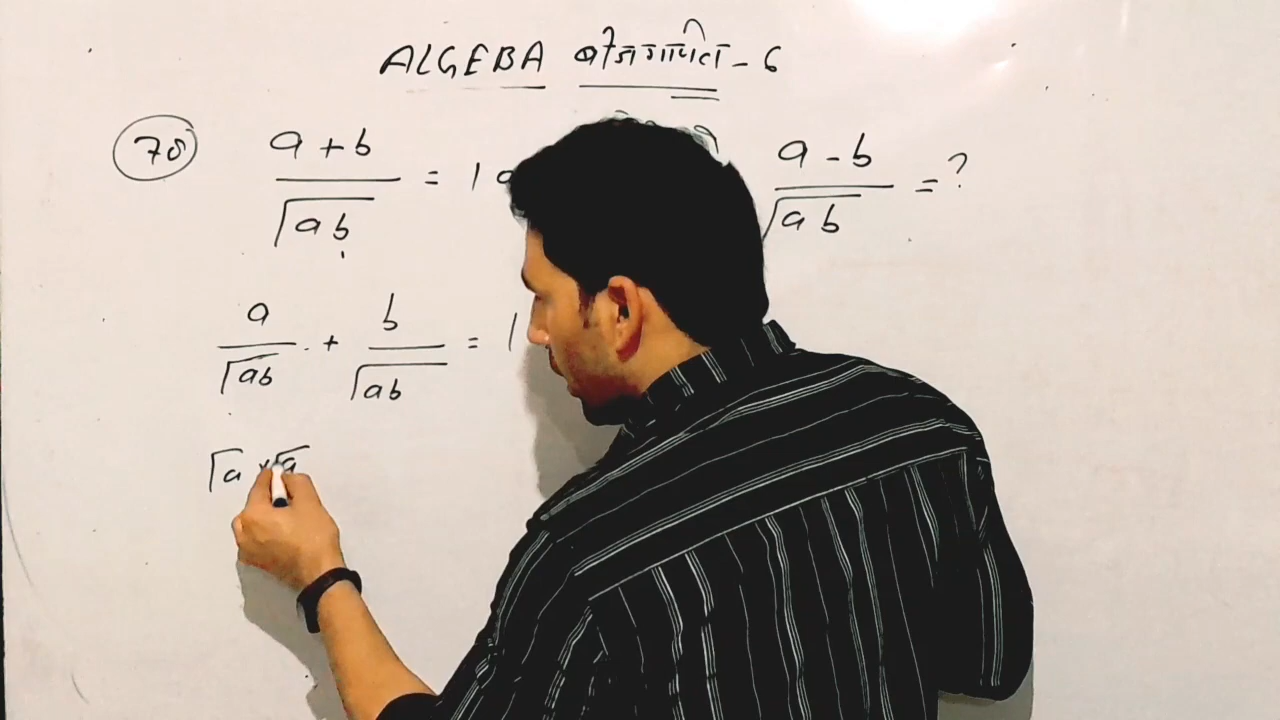 ALGEBA बीजगणित - 6
70 a + b / √ab = 1 a - b / √ab = ?
a / √ab + b / √ab = 1
√a × √a